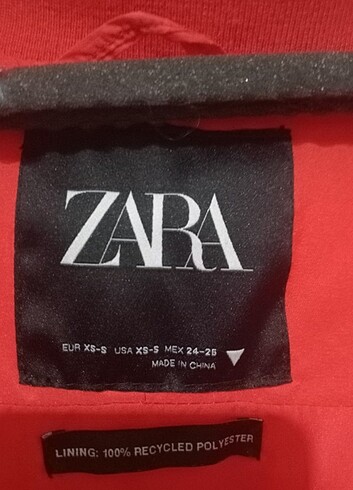 ZARA
EUR XS-S USA XS-S MEX 24-26
MADE IN CHINA
LINING: 100% RECYCLED POLYESTER